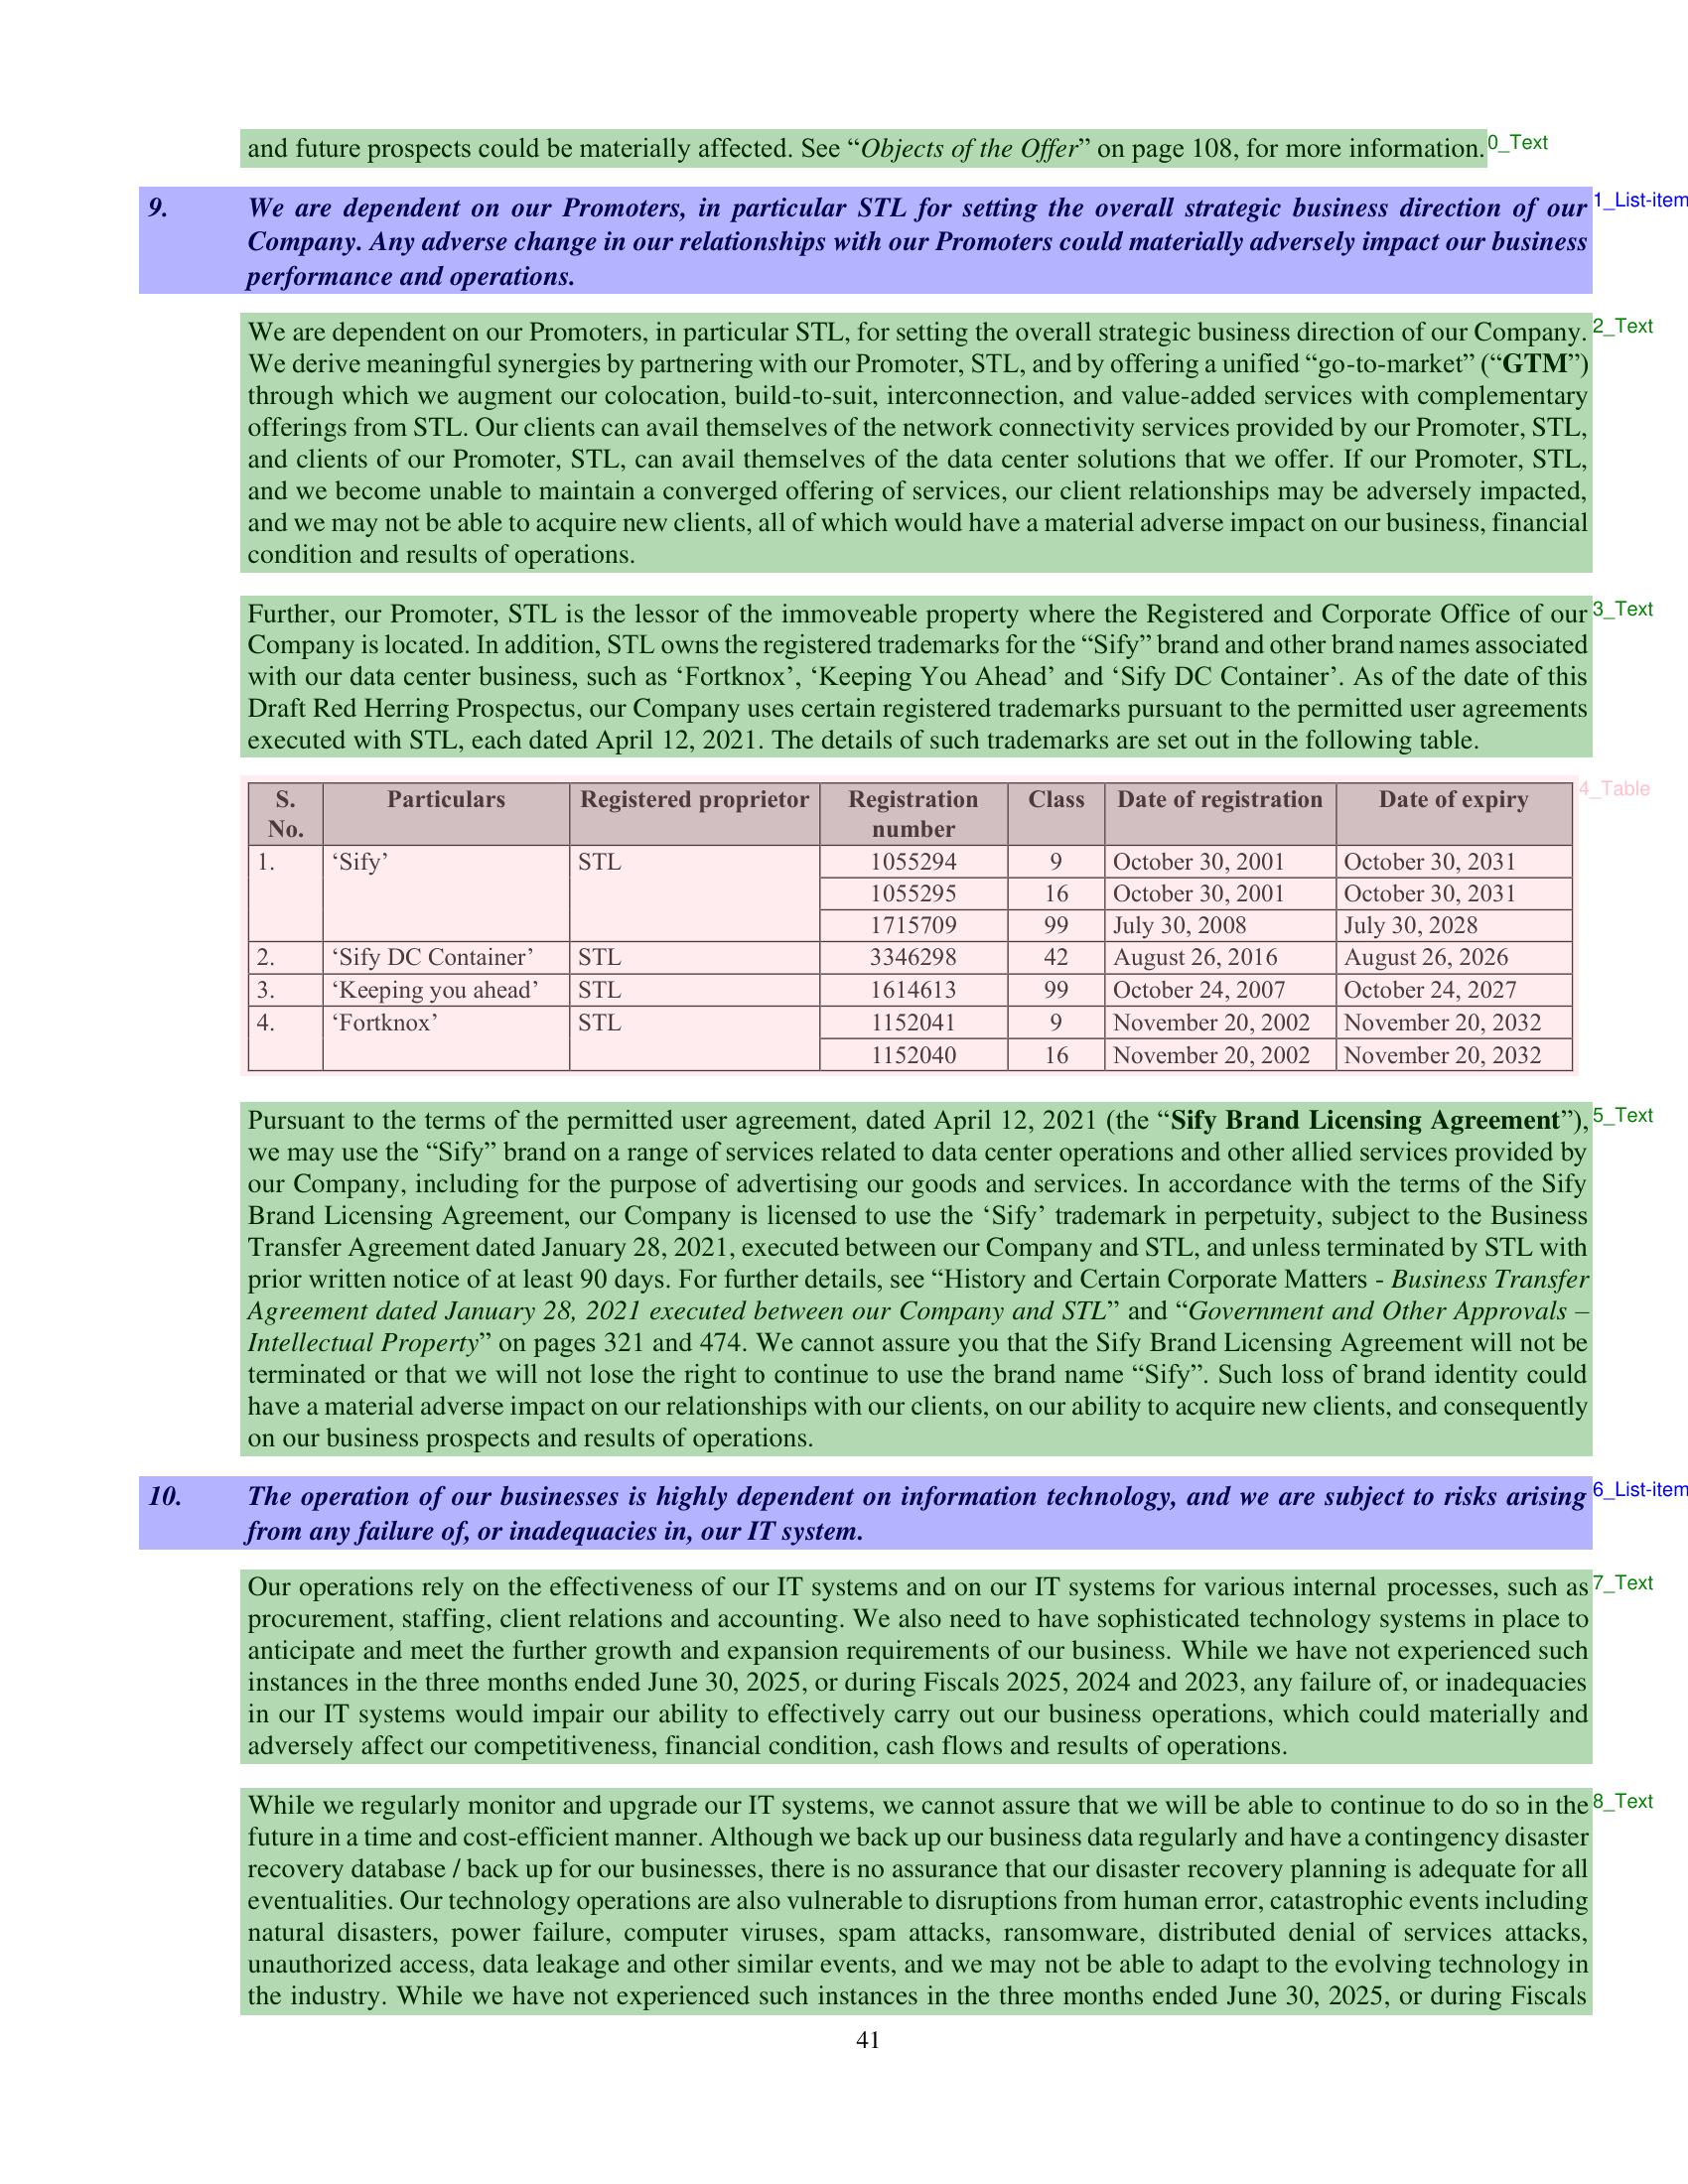 and future prospects could be materially affected. See “Objects of the Offer” on page 108, for more information.
0_Text
9. We are dependent on our Promoters, in particular STL for setting the overall strategic business direction of our
1_List-item
Company. Any adverse change in our relationships with our Promoters could materially adversely impact our business
performance and operations.
We are dependent on our Promoters, in particular STL, for setting the overall strategic business direction of our Company.
2_Text
We derive meaningful synergies by partnering with our Promoter, STL, and by offering a unified “go-to-market” (“GTM”)
through which we augment our colocation, build-to-suit, interconnection, and value-added services with complementary
offerings from STL. Our clients can avail themselves of the network connectivity services provided by our Promoter, STL,
and clients of our Promoter, STL, can avail themselves of the data center solutions that we offer. If our Promoter, STL,
and we become unable to maintain a converged offering of services, our client relationships may be adversely impacted,
and we may not be able to acquire new clients, all of which would have a material adverse impact on our business, financial
condition and results of operations.
Further, our Promoter, STL is the lessor of the immoveable property where the Registered and Corporate Office of our
3_Text
Company is located. In addition, STL owns the registered trademarks for the “Sify” brand and other brand names associated
with our data center business, such as ‘Fortknox’, ‘Keeping You Ahead’ and ‘Sify DC Container’. As of the date of this
Draft Red Herring Prospectus, our Company uses certain registered trademarks pursuant to the permitted user agreements
executed with STL, each dated April 12, 2021. The details of such trademarks are set out in the following table.
4_Table
S. No. Particulars Registered proprietor Registration number Class Date of registration Date of expiry
1. ‘Sify’ STL 1055294 9 October 30, 2001 October 30, 2031
1055295 16 October 30, 2001 October 30, 2031
1715709 99 July 30, 2008 July 30, 2028
2. ‘Sify DC Container’ STL 3346298 42 August 26, 2016 August 26, 2026
3. ‘Keeping you ahead’ STL 1614613 99 October 24, 2007 October 24, 2027
4. ‘Fortknox’ STL 1152041 9 November 20, 2002 November 20, 2032
1152040 16 November 20, 2002 November 20, 2032
Pursuant to the terms of the permitted user agreement, dated April 12, 2021 (the “Sify Brand Licensing Agreement”),
5_Text
we may use the “Sify” brand on a range of services related to data center operations and other allied services provided by
our Company, including for the purpose of advertising our goods and services. In accordance with the terms of the Sify
Brand Licensing Agreement, our Company is licensed to use the ‘Sify’ trademark in perpetuity, subject to the Business
Transfer Agreement dated January 28, 2021, executed between our Company and STL, and unless terminated by STL with
prior written notice of at least 90 days. For further details, see “History and Certain Corporate Matters - Business Transfer
Agreement dated January 28, 2021 executed between our Company and STL” and “Government and Other Approvals –
Intellectual Property” on pages 321 and 474. We cannot assure you that the Sify Brand Licensing Agreement will not be
terminated or that we will not lose the right to continue to use the brand name “Sify”. Such loss of brand identity could
have a material adverse impact on our relationships with our clients, on our ability to acquire new clients, and consequently
on our business prospects and results of operations.
10. The operation of our businesses is highly dependent on information technology, and we are subject to risks arising
6_List-item
from any failure of, or inadequacies in, our IT system.
Our operations rely on the effectiveness of our IT systems and on our IT systems for various internal processes, such as
7_Text
procurement, staffing, client relations and accounting. We also need to have sophisticated technology systems in place to
anticipate and meet the further growth and expansion requirements of our business. While we have not experienced such
instances in the three months ended June 30, 2025, or during Fiscals 2025, 2024 and 2023, any failure of, or inadequacies
in our IT systems would impair our ability to effectively carry out our business operations, which could materially and
adversely affect our competitiveness, financial condition, cash flows and results of operations.
While we regularly monitor and upgrade our IT systems, we cannot assure that we will be able to continue to do so in the
8_Text
future in a time and cost-efficient manner. Although we back up our business data regularly and have a contingency disaster
recovery database / back up for our businesses, there is no assurance that our disaster recovery planning is adequate for all
eventualities. Our technology operations are also vulnerable to disruptions from human error, catastrophic events including
natural disasters, power failure, computer viruses, spam attacks, ransomware, distributed denial of services attacks,
unauthorized access, data leakage and other similar events, and we may not be able to adapt to the evolving technology in
the industry. While we have not experienced such instances in the three months ended June 30, 2025, or during Fiscals
41